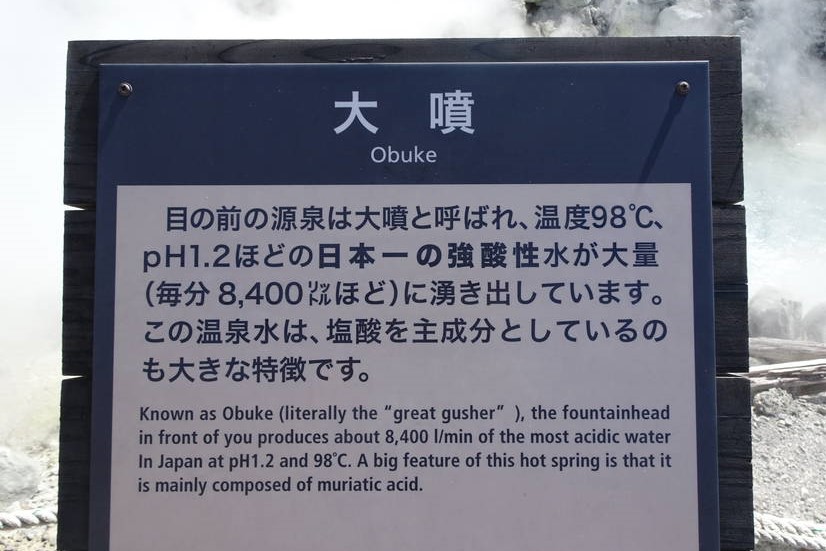 大噴
Obuke
目の前の源泉は大噴と呼ばれ、温度98℃、
pH1.2ほどの日本一の強酸性水が大量
（毎分8,400㍑ほど）に湧き出しています。
この温泉水は、塩酸を主成分としているの
も大きな特徴です。
Known as Obuke (literally the “great gusher” ), the fountainhead
in front of you produces about 8,400 l/min of the most acidic water
In Japan at pH1.2 and 98℃. A big feature of this hot spring is that it
is mainly composed of muriatic acid.